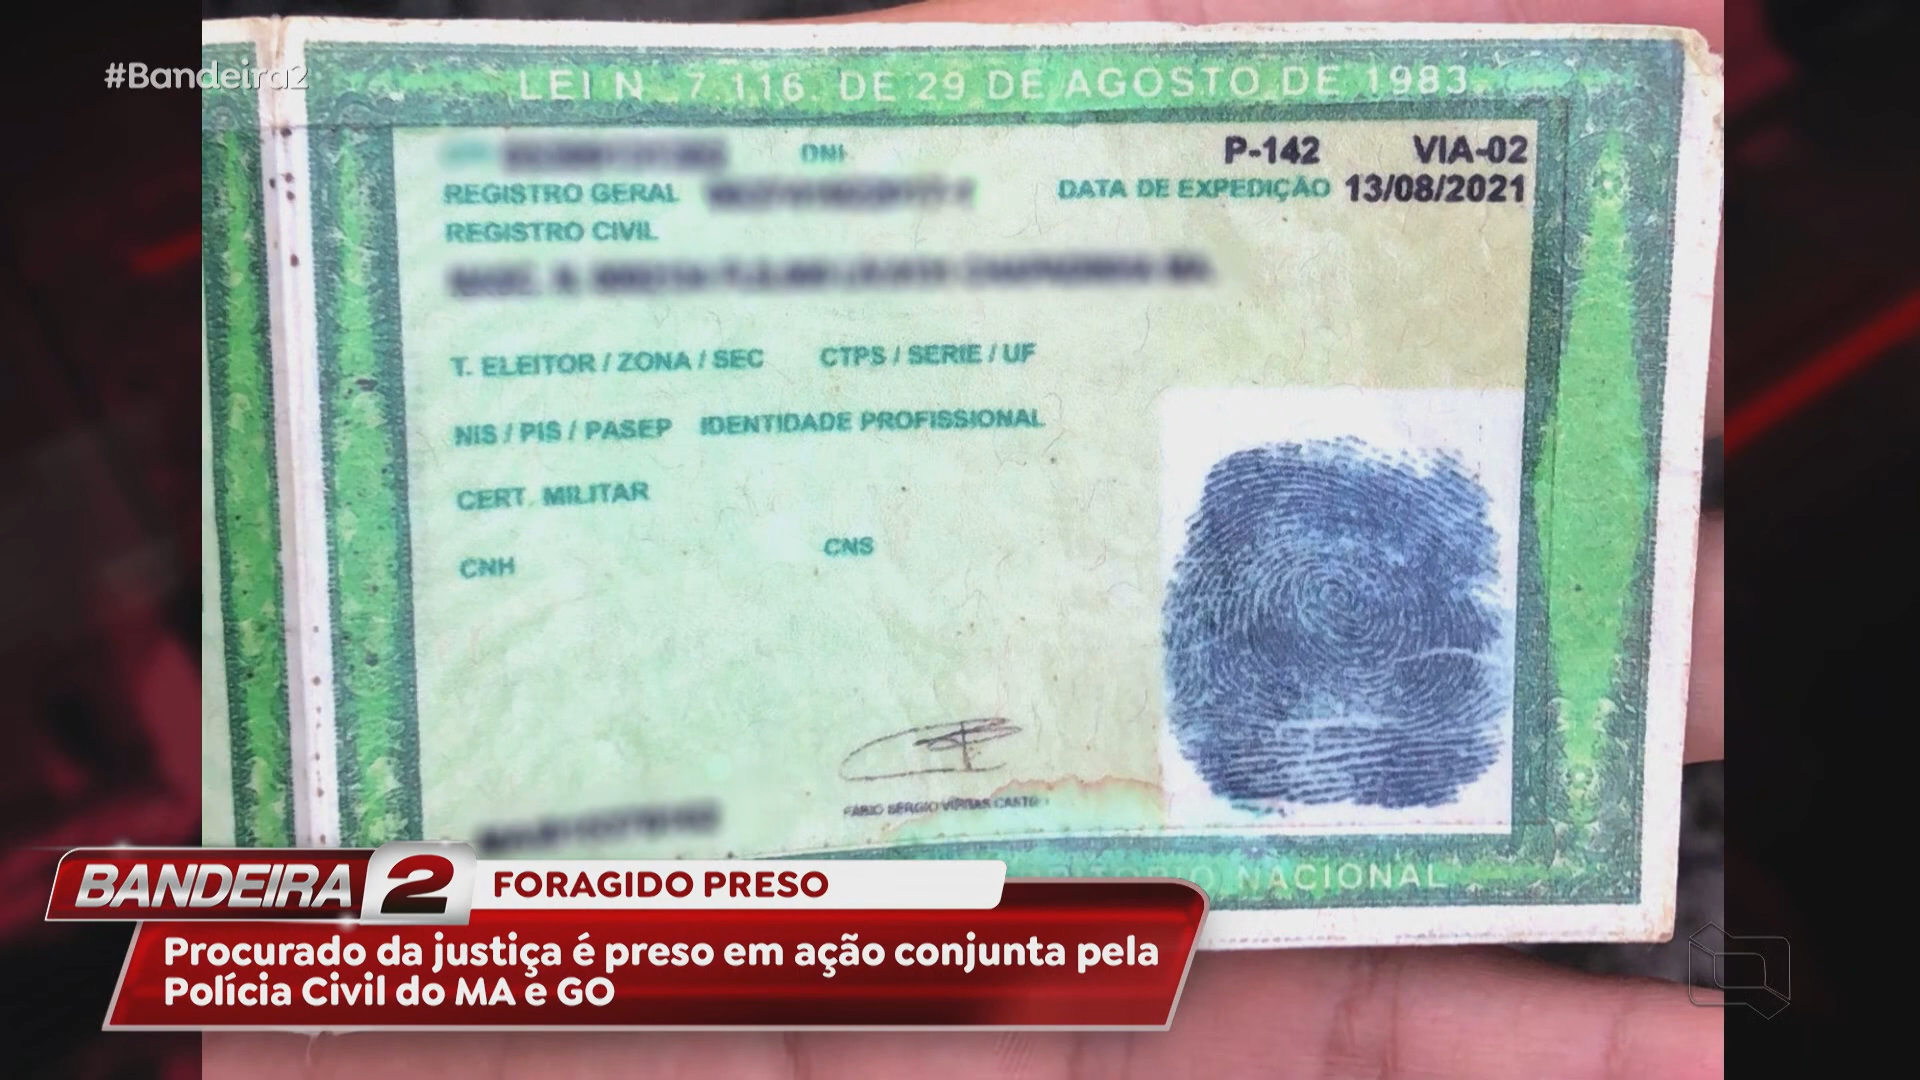 #Bandeira2
LEI N 7.116 DE 29 DE AGOSTO DE 1983
DNI
P-142 VIA-02
REGISTRO GERAL
DATA DE EXPEDIÇÃO 13/08/2021
REGISTRO CIVIL
T. ELEITOR / ZONA / SEC CTPS / SERIE / UF
NIS / PIS / PASEP IDENTIDADE PROFISSIONAL
CERT. MILITAR
CNH
CNS
FABIO SERGIO CASTRO
NACIONAL
BANDEIRA 2
FORAGIDO PRESO
Procurado da justiça é preso em ação conjunta pela
Polícia Civil do MA e GO